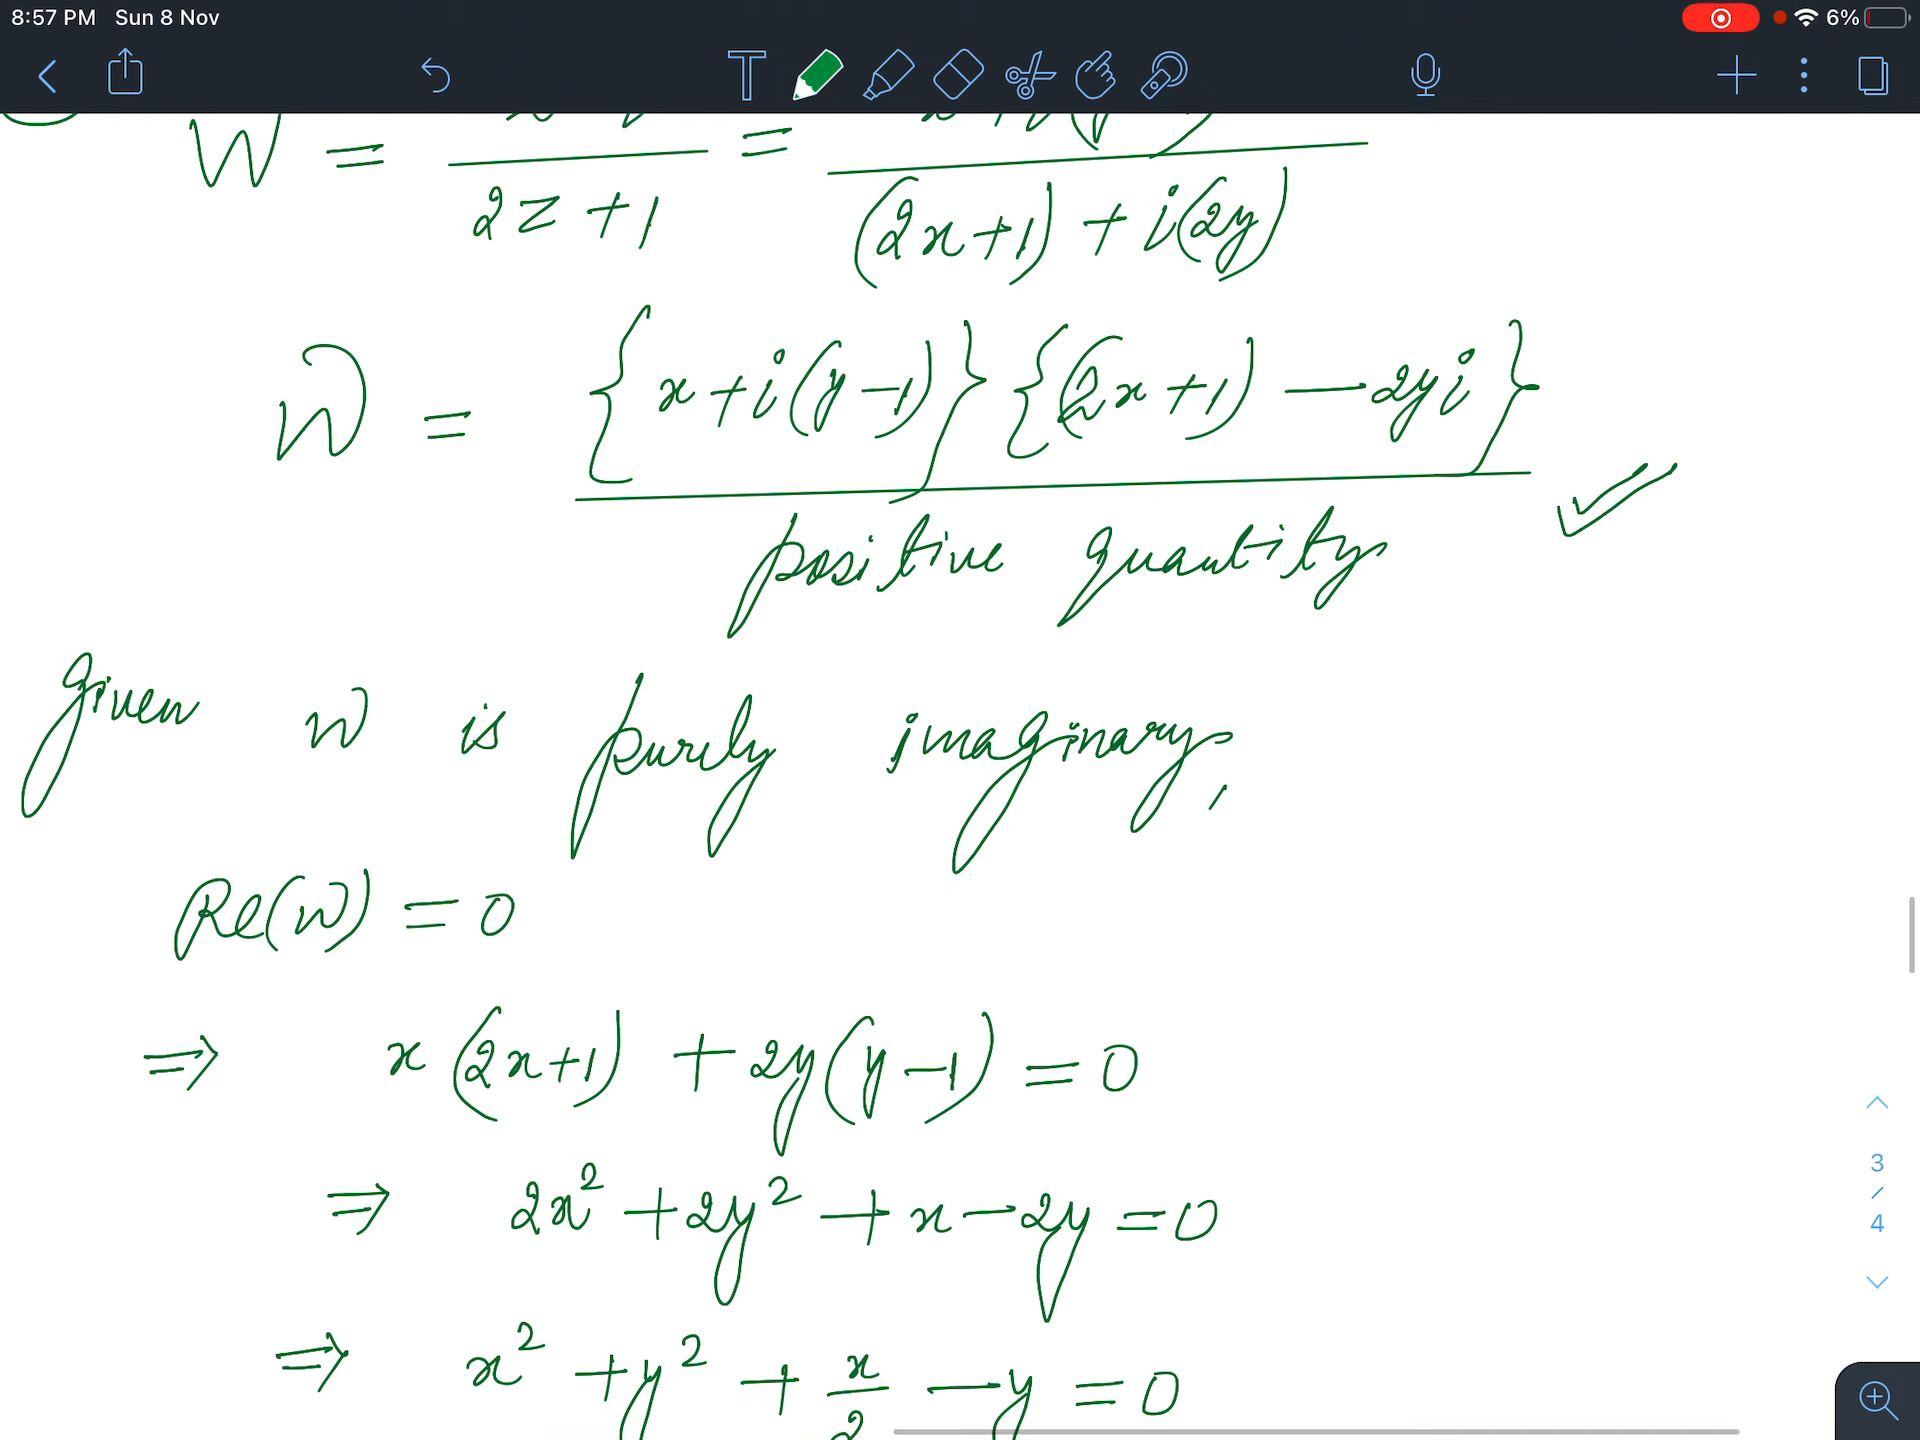 8:57 PM Sun 8 Nov 6%
T
W = = 
2z + 1 (2x+1) + i(2y)
W = {x + i(y-1)} {(2x+1) — 2yi}
positive quantity
given w is purely imaginary,
Re(W) = 0
⇒ x(2x+1) + 2y(y-1) = 0
⇒ 2x² + 2y² + x - 2y = 0
⇒ x² + y² + x/2 - y = 0
3 / 4